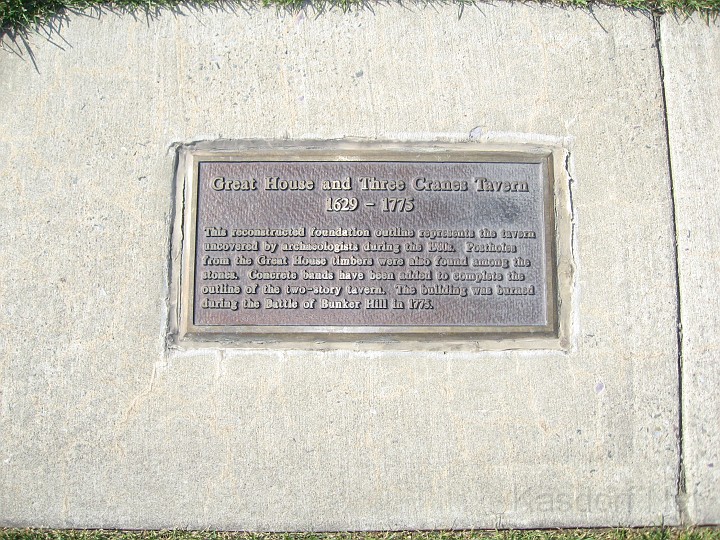 Great House and Three Cranes Tavern
1629 - 1775
This reconstructed foundation outline represents the tavern
uncovered by archaeologists during the 1980s. Postholes
from the Great House timbers were also found among the
stones. Concrete bands have been added to complete the
outline of the two-story tavern. The building was burned
during the Battle of Bunker Hill in 1775.
Kasdorf